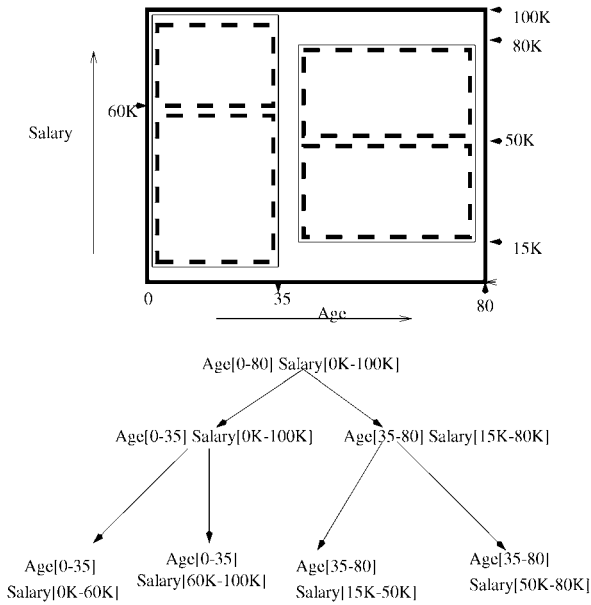 100K
80K
60K
Salary
50K
15K
0
35
80
Age
Age[0-80] Salary[0K-100K]
Age[0-35] Salary[0K-100K]
Age[35-80] Salary[15K-80K]
Age[0-35]
Salary[0K-60K]
Age[0-35]
Salary[60K-100K]
Age[35-80]
Salary[15K-50K]
Age[35-80]
Salary[50K-80K]